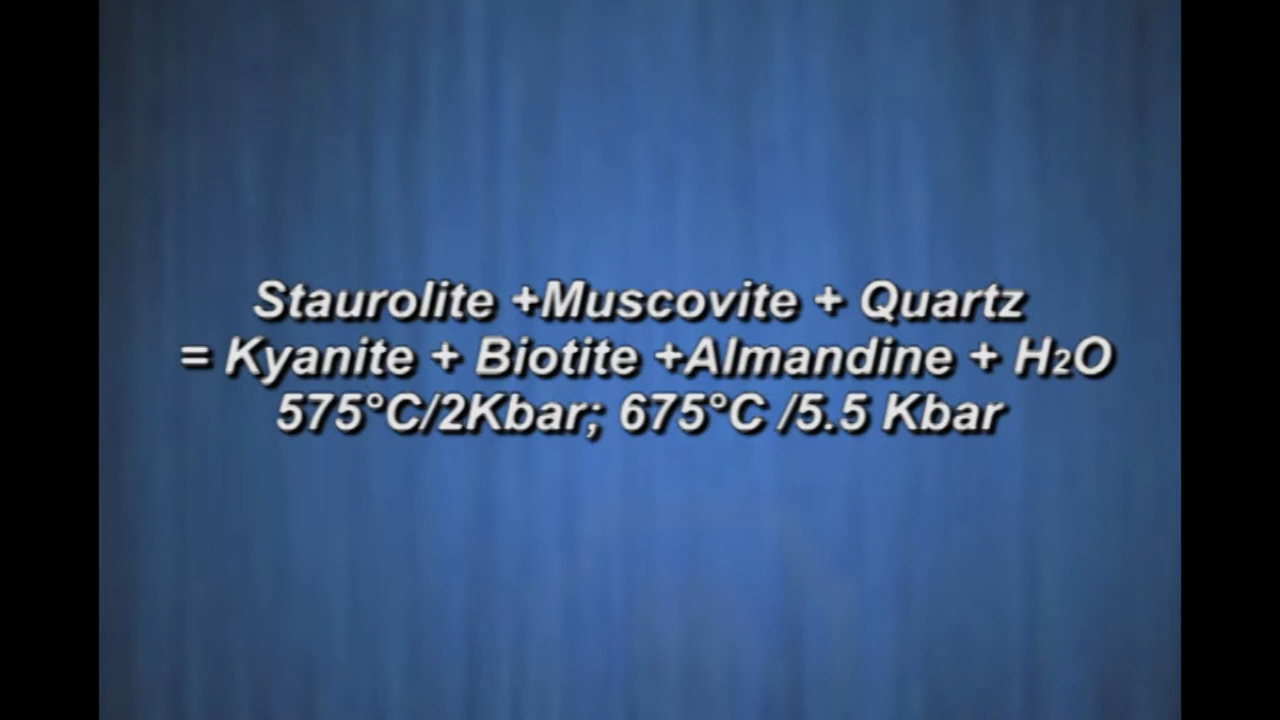 Staurolite +Muscovite + Quartz
= Kyanite + Biotite +Almandine + H2O
575°C/2Kbar; 675°C /5.5 Kbar